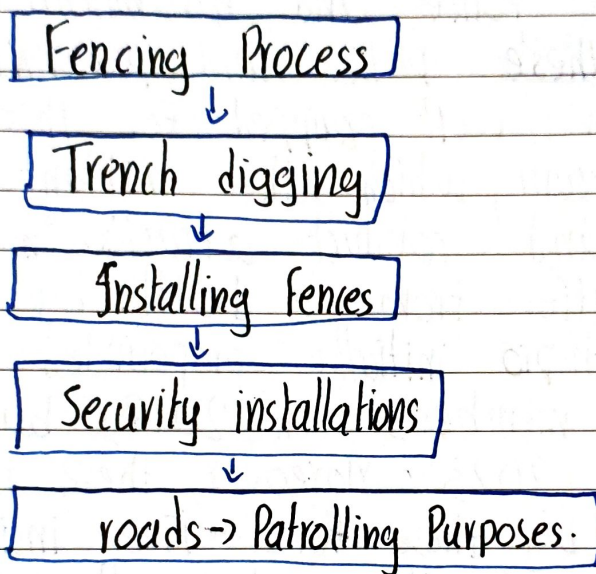 Fencing Process
↓
Trench digging
↓
Installing fences
↓
Security installations
↓
roads → Patrolling Purposes.